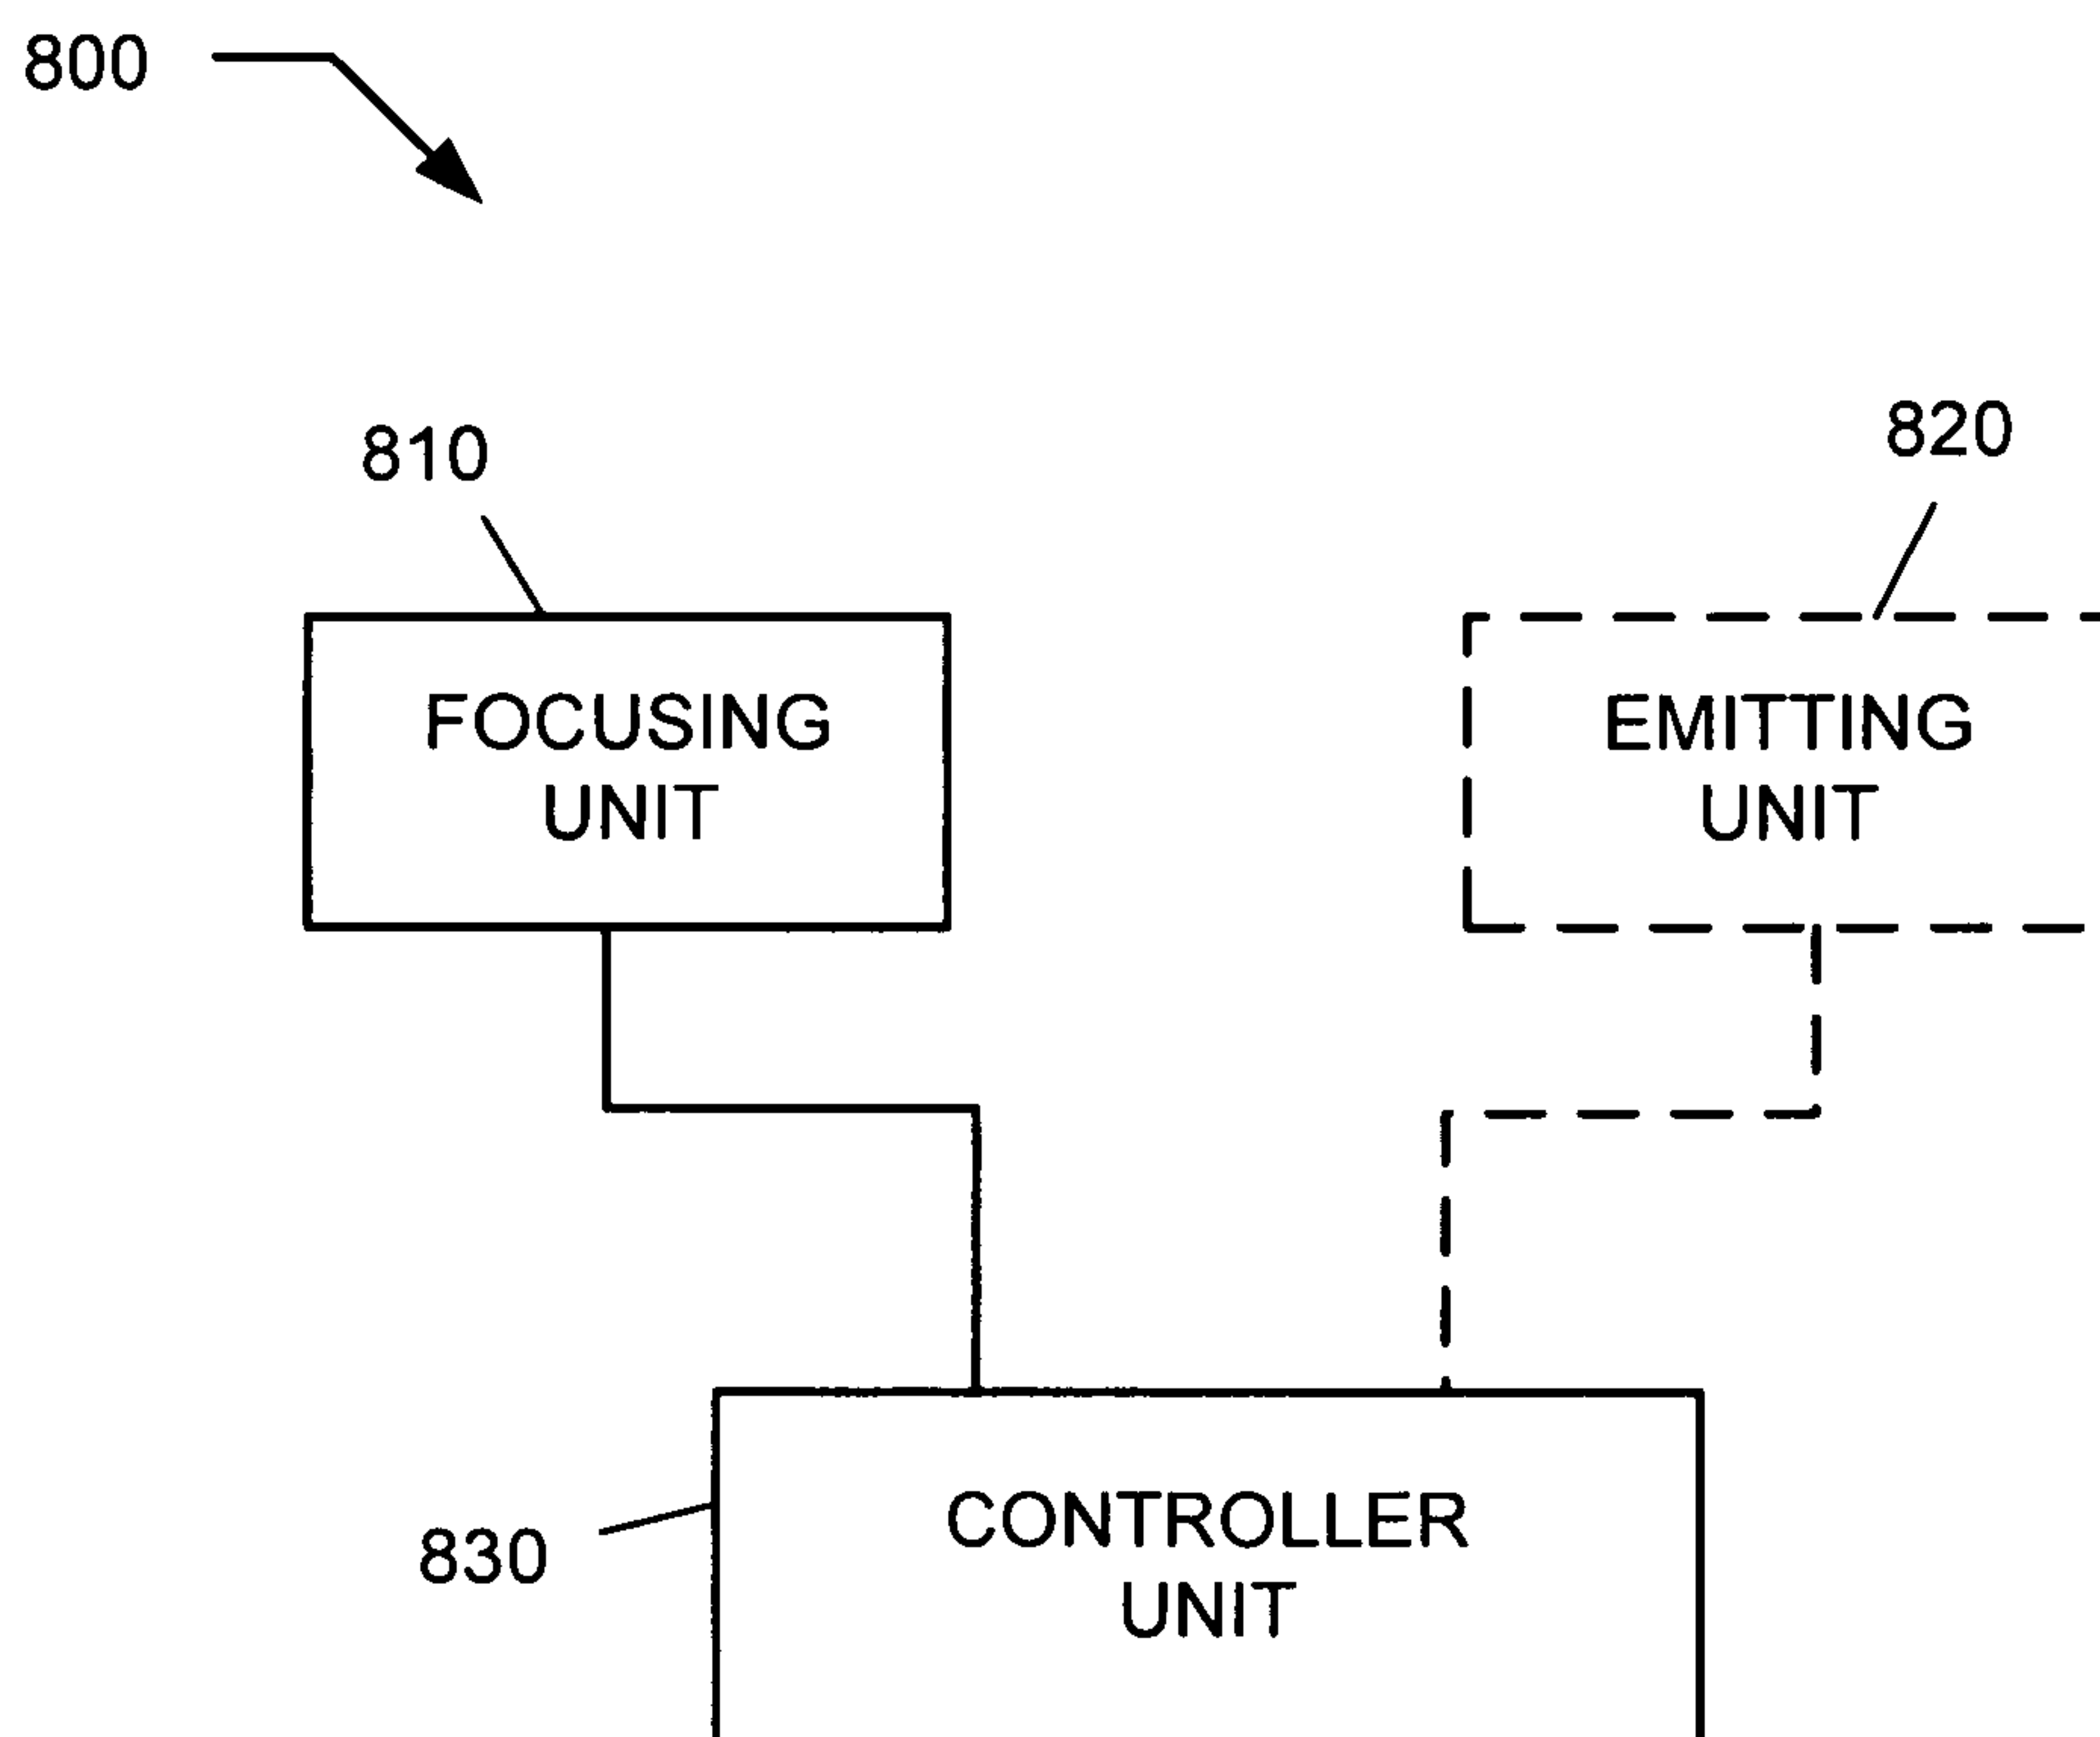 800
810
820
FOCUSING
UNIT
EMITTING
UNIT
830
CONTROLLER
UNIT